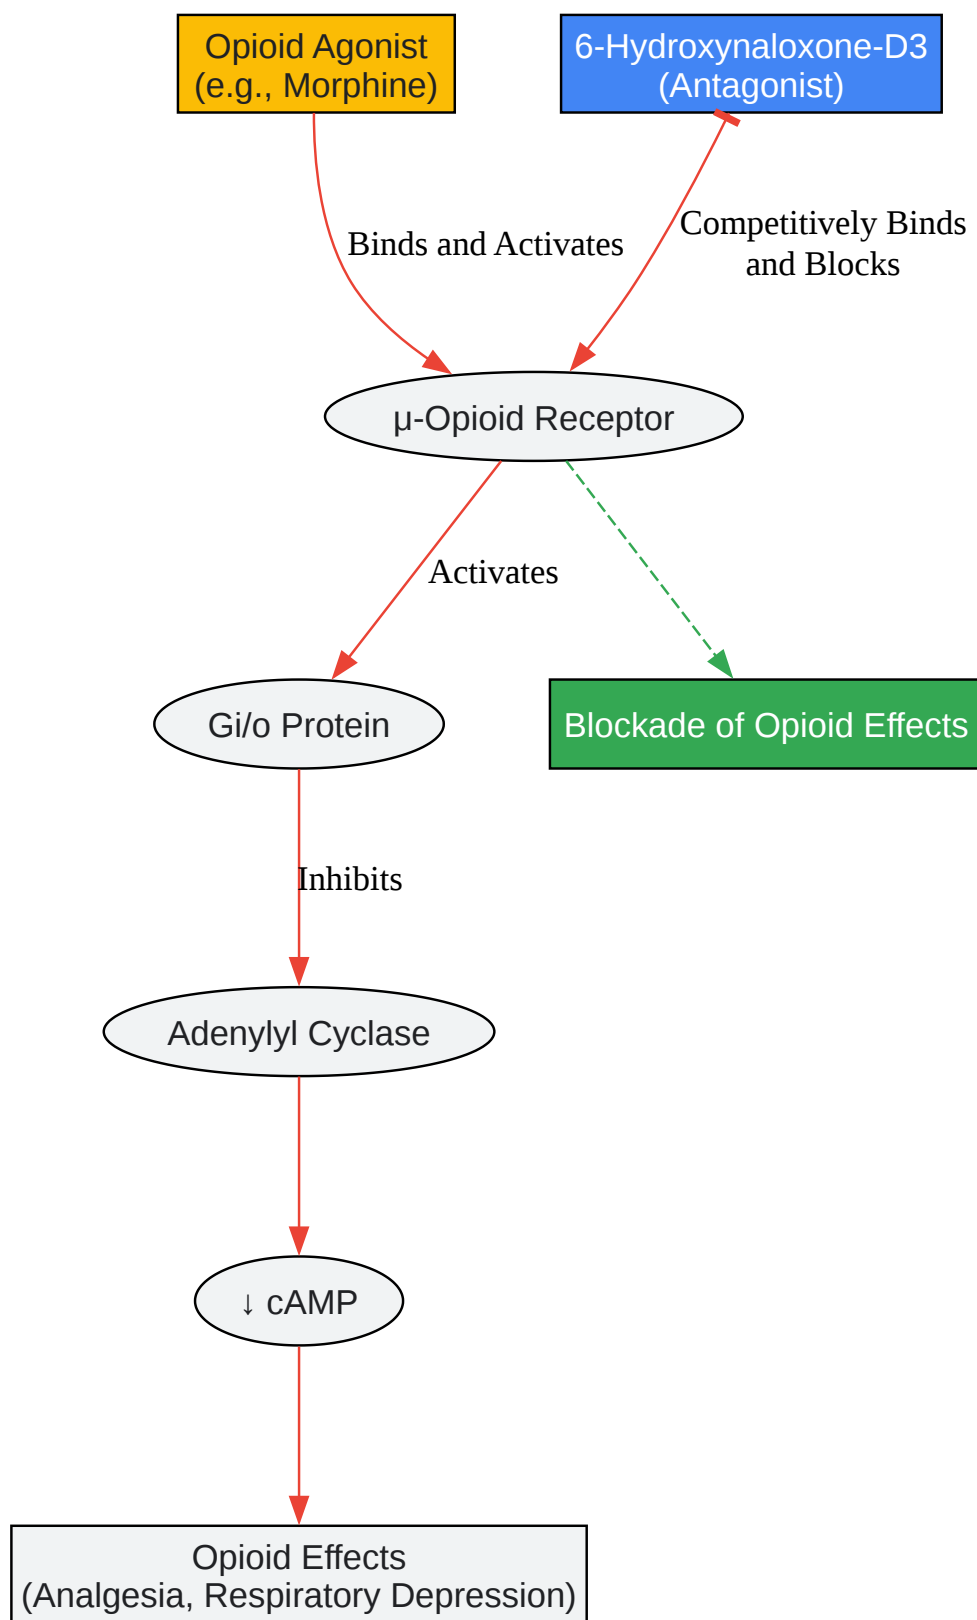 Opioid Agonist
(e.g., Morphine)
6-Hydroxynaloxone-D3
(Antagonist)
Binds and Activates
Competitively Binds
and Blocks
μ-Opioid Receptor
Activates
Gi/o Protein
Blockade of Opioid Effects
Inhibits
Adenylyl Cyclase
↓ cAMP
Opioid Effects
(Analgesia, Respiratory Depression)